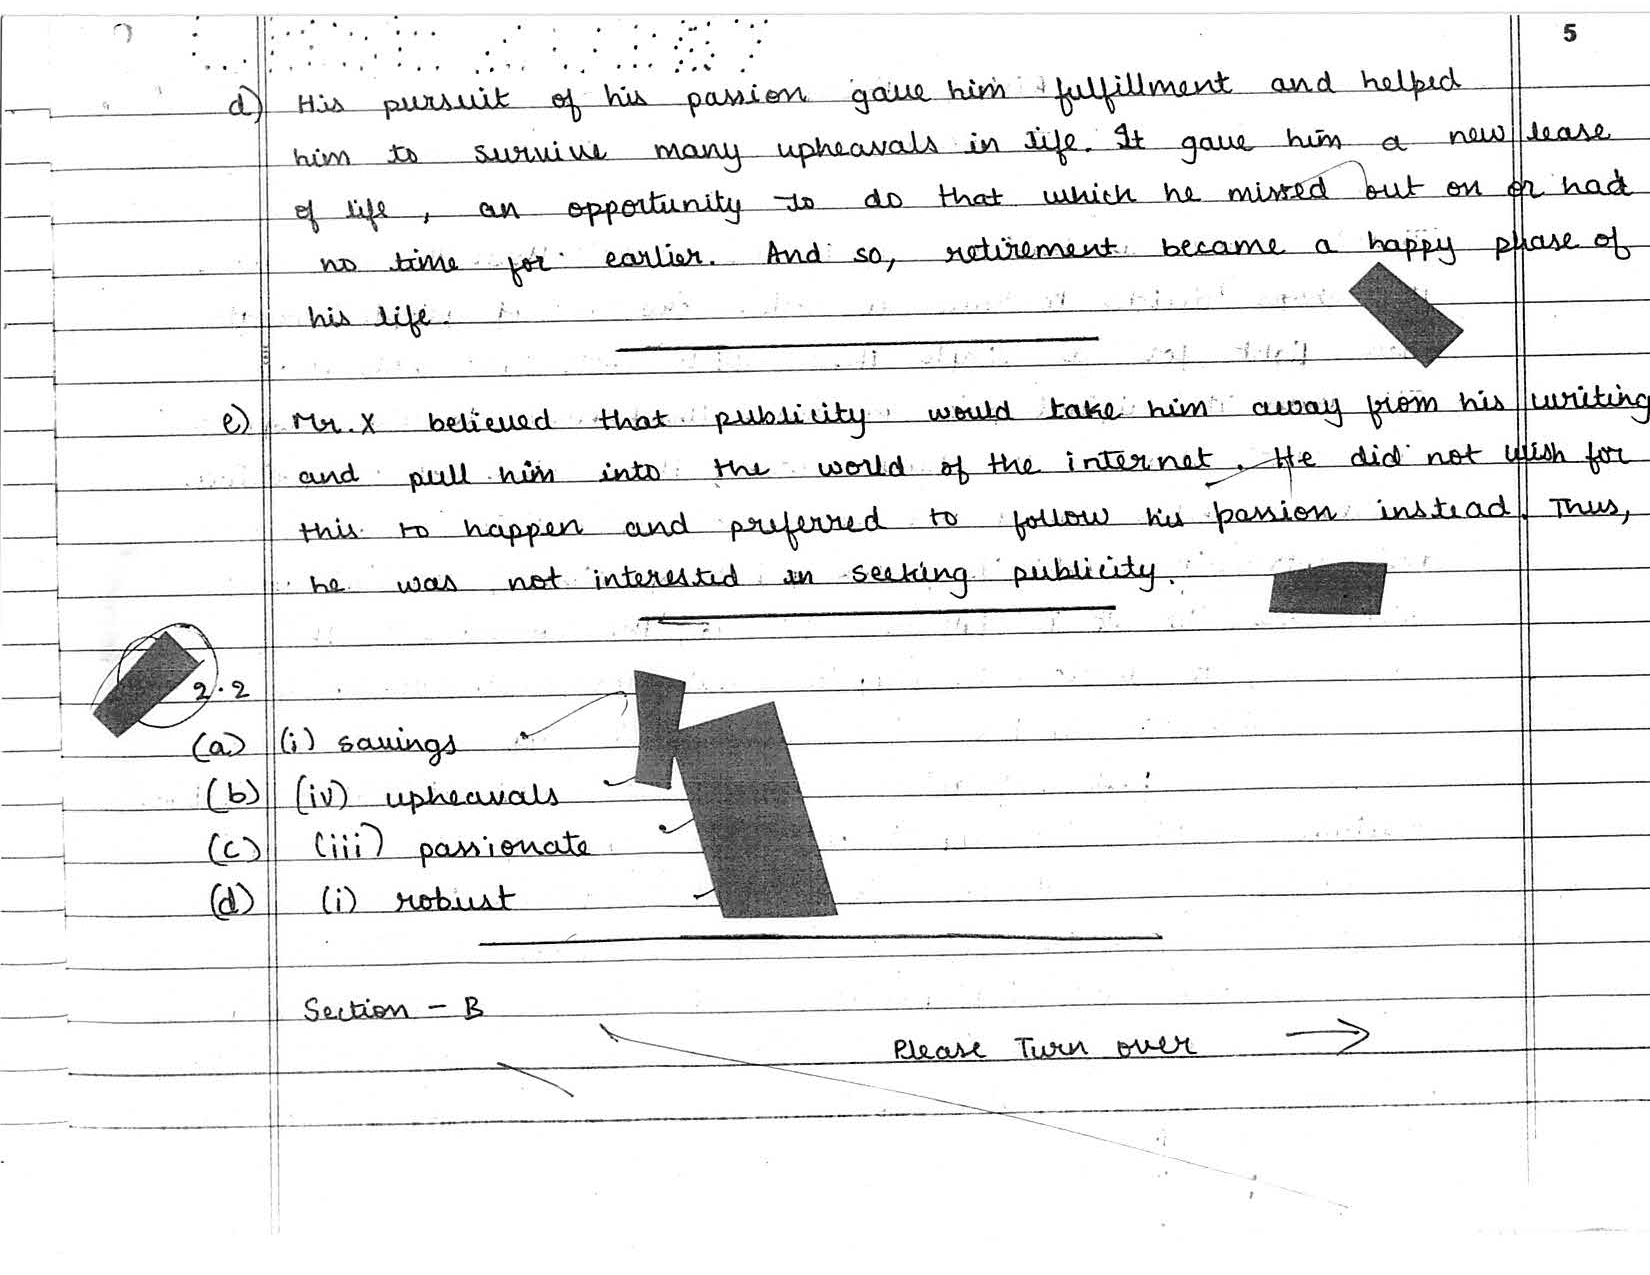 5
d) His pursuit of his passion gave him fulfillment and helped
him to survive many upheavals in life. It gave him a new lease
of life, an opportunity to do that which he missed out on or had
no time for earlier. And so, retirement became a happy phase of
his life.
e) Mr. X believed that publicity would take him away from his writing
and pull him into the world of the internet. He did not wish for
this to happen and preferred to follow his passion instead. Thus,
he was not interested in seeking publicity.
2.2
(a) (i) savings
(b) (iv) upheavals
(c) (iii) passionate
(d) (i) robust
Section - B
Please Turn over →